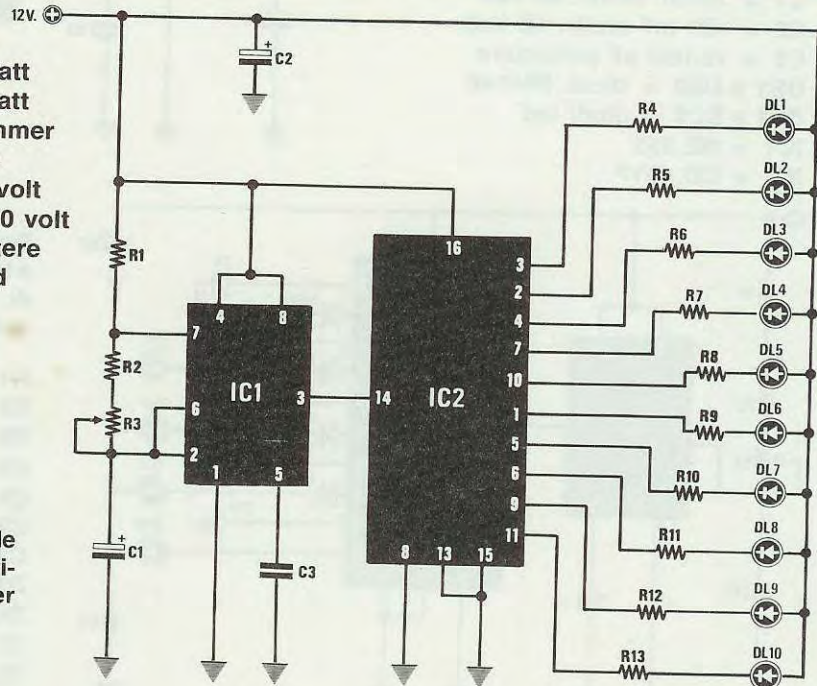 12V.
C2
att
att
nmer
volt
0 volt
tere
d
R1
R2
R3
C1
le
i-
er
4
8
7
IC1
6
3
2
1
5
C3
16
14
IC2
3
2
4
7
10
1
5
6
9
11
8
13
15
R4
DL1
R5
DL2
R6
DL3
R7
DL4
R8
DL5
R9
DL6
R10
DL7
R11
DL8
R12
DL9
R13
DL10